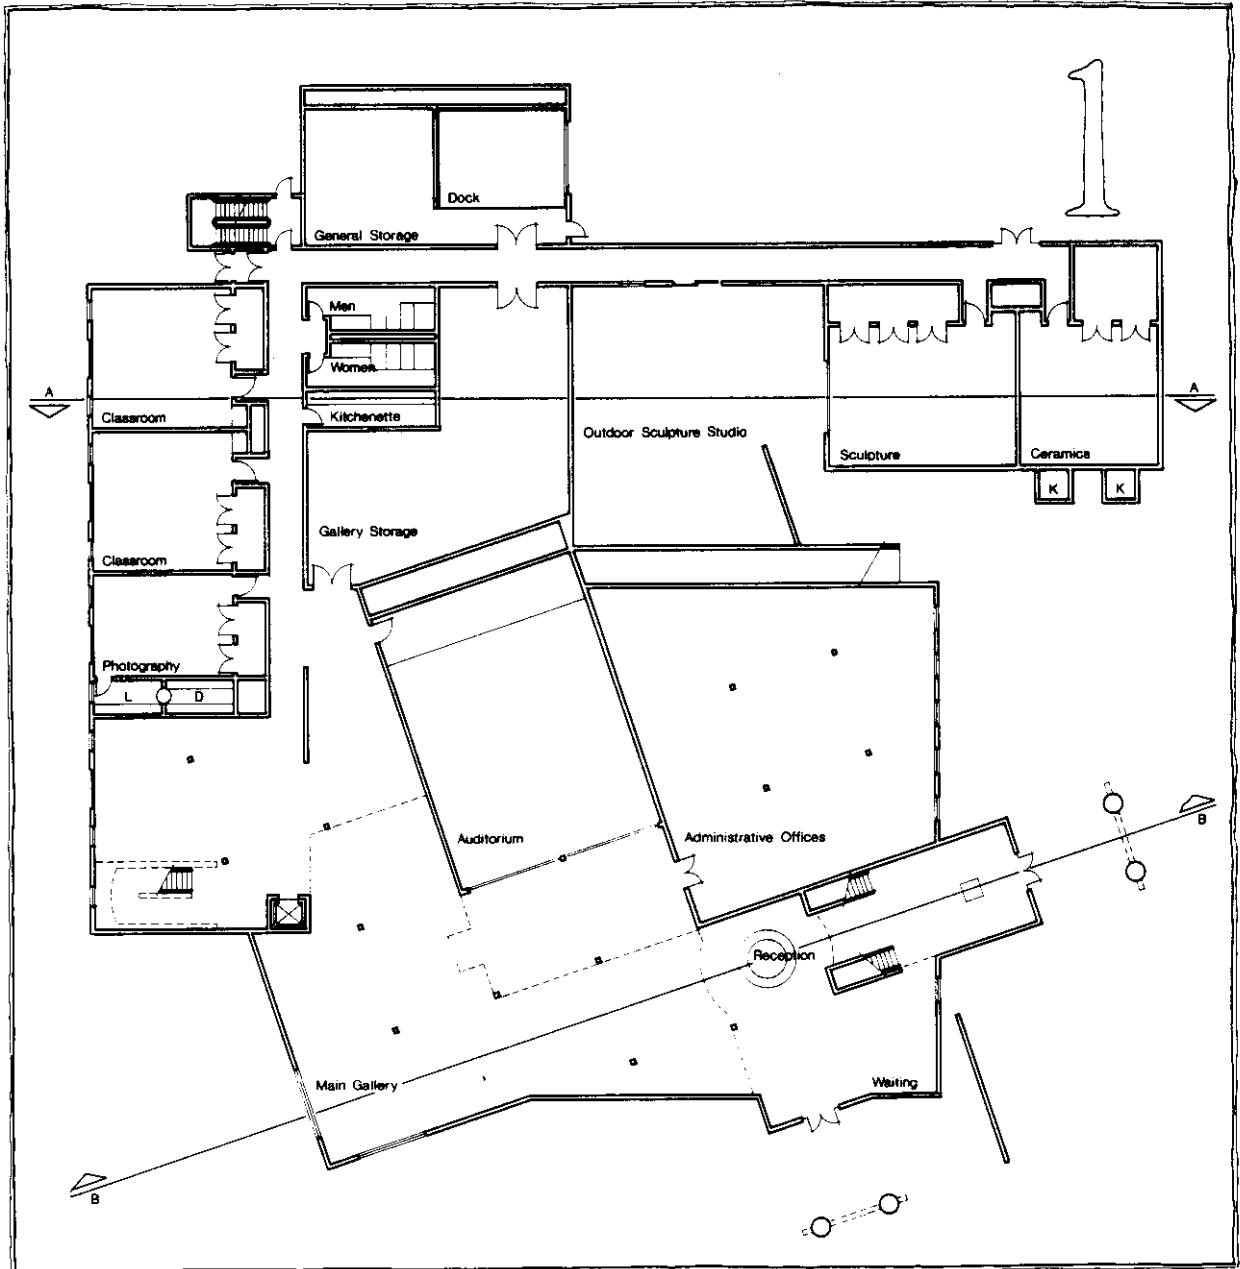 1
Dock
General Storage
Men
Women
A
A
Classroom
Kitchenette
Outdoor Sculpture Studio
Sculpture
Ceramics
K
K
Gallery Storage
Classroom
Photography
L
D
B
Auditorium
Administrative Offices
Reception
Main Gallery
Waiting
B